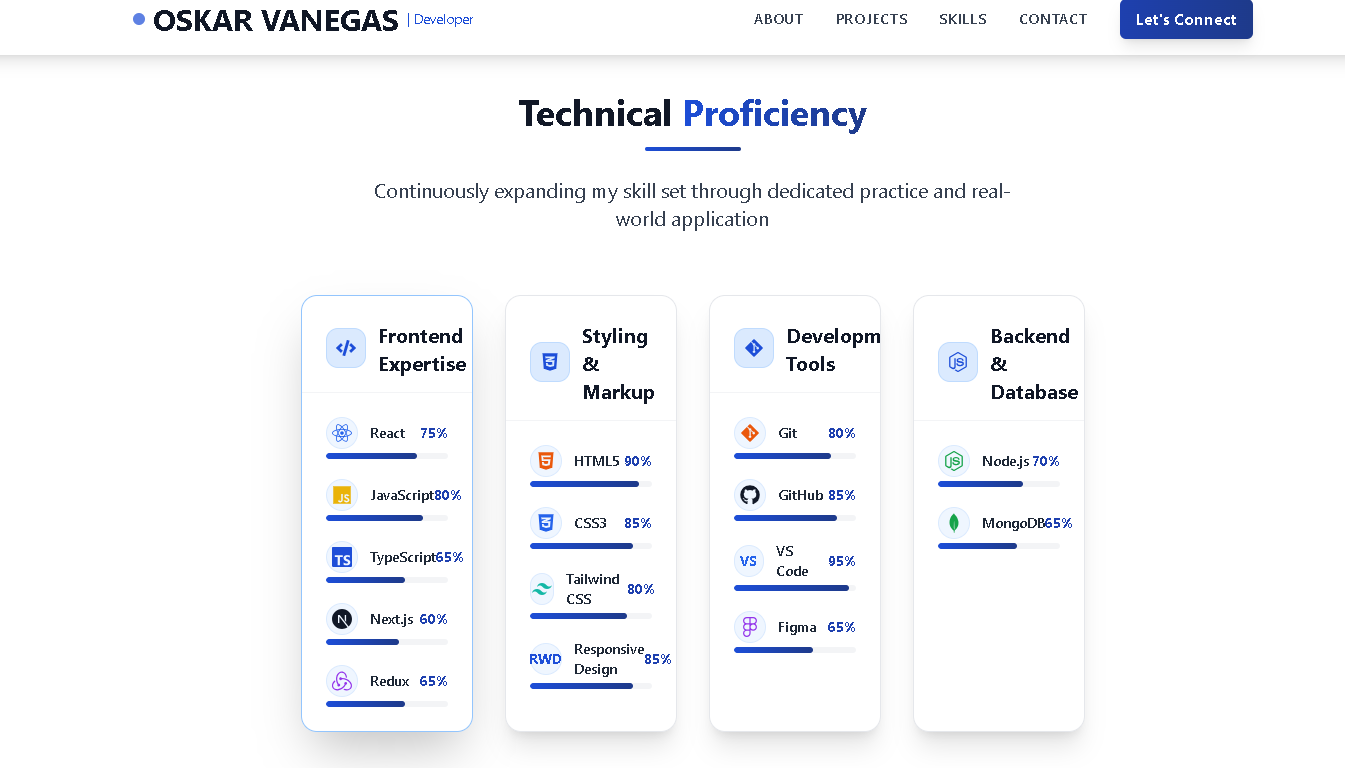 OSKAR VANEGAS | Developer
ABOUT PROJECTS SKILLS CONTACT Let's Connect
Technical Proficiency
Continuously expanding my skill set through dedicated practice and real-
world application
Frontend
Expertise
React 75%
JS
JavaScript 80%
TS
TypeScript 65%
N
Next.js 60%
Redux 65%
Styling
&
Markup
HTML5 90%
CSS3 85%
Tailwind
CSS
80%
RWD
Responsive
Design
85%
Developm
Tools
Git 80%
GitHub 85%
VS
VS
Code
95%
Figma 65%
Backend
&
Database
JS
Node.js 70%
MongoDB 65%